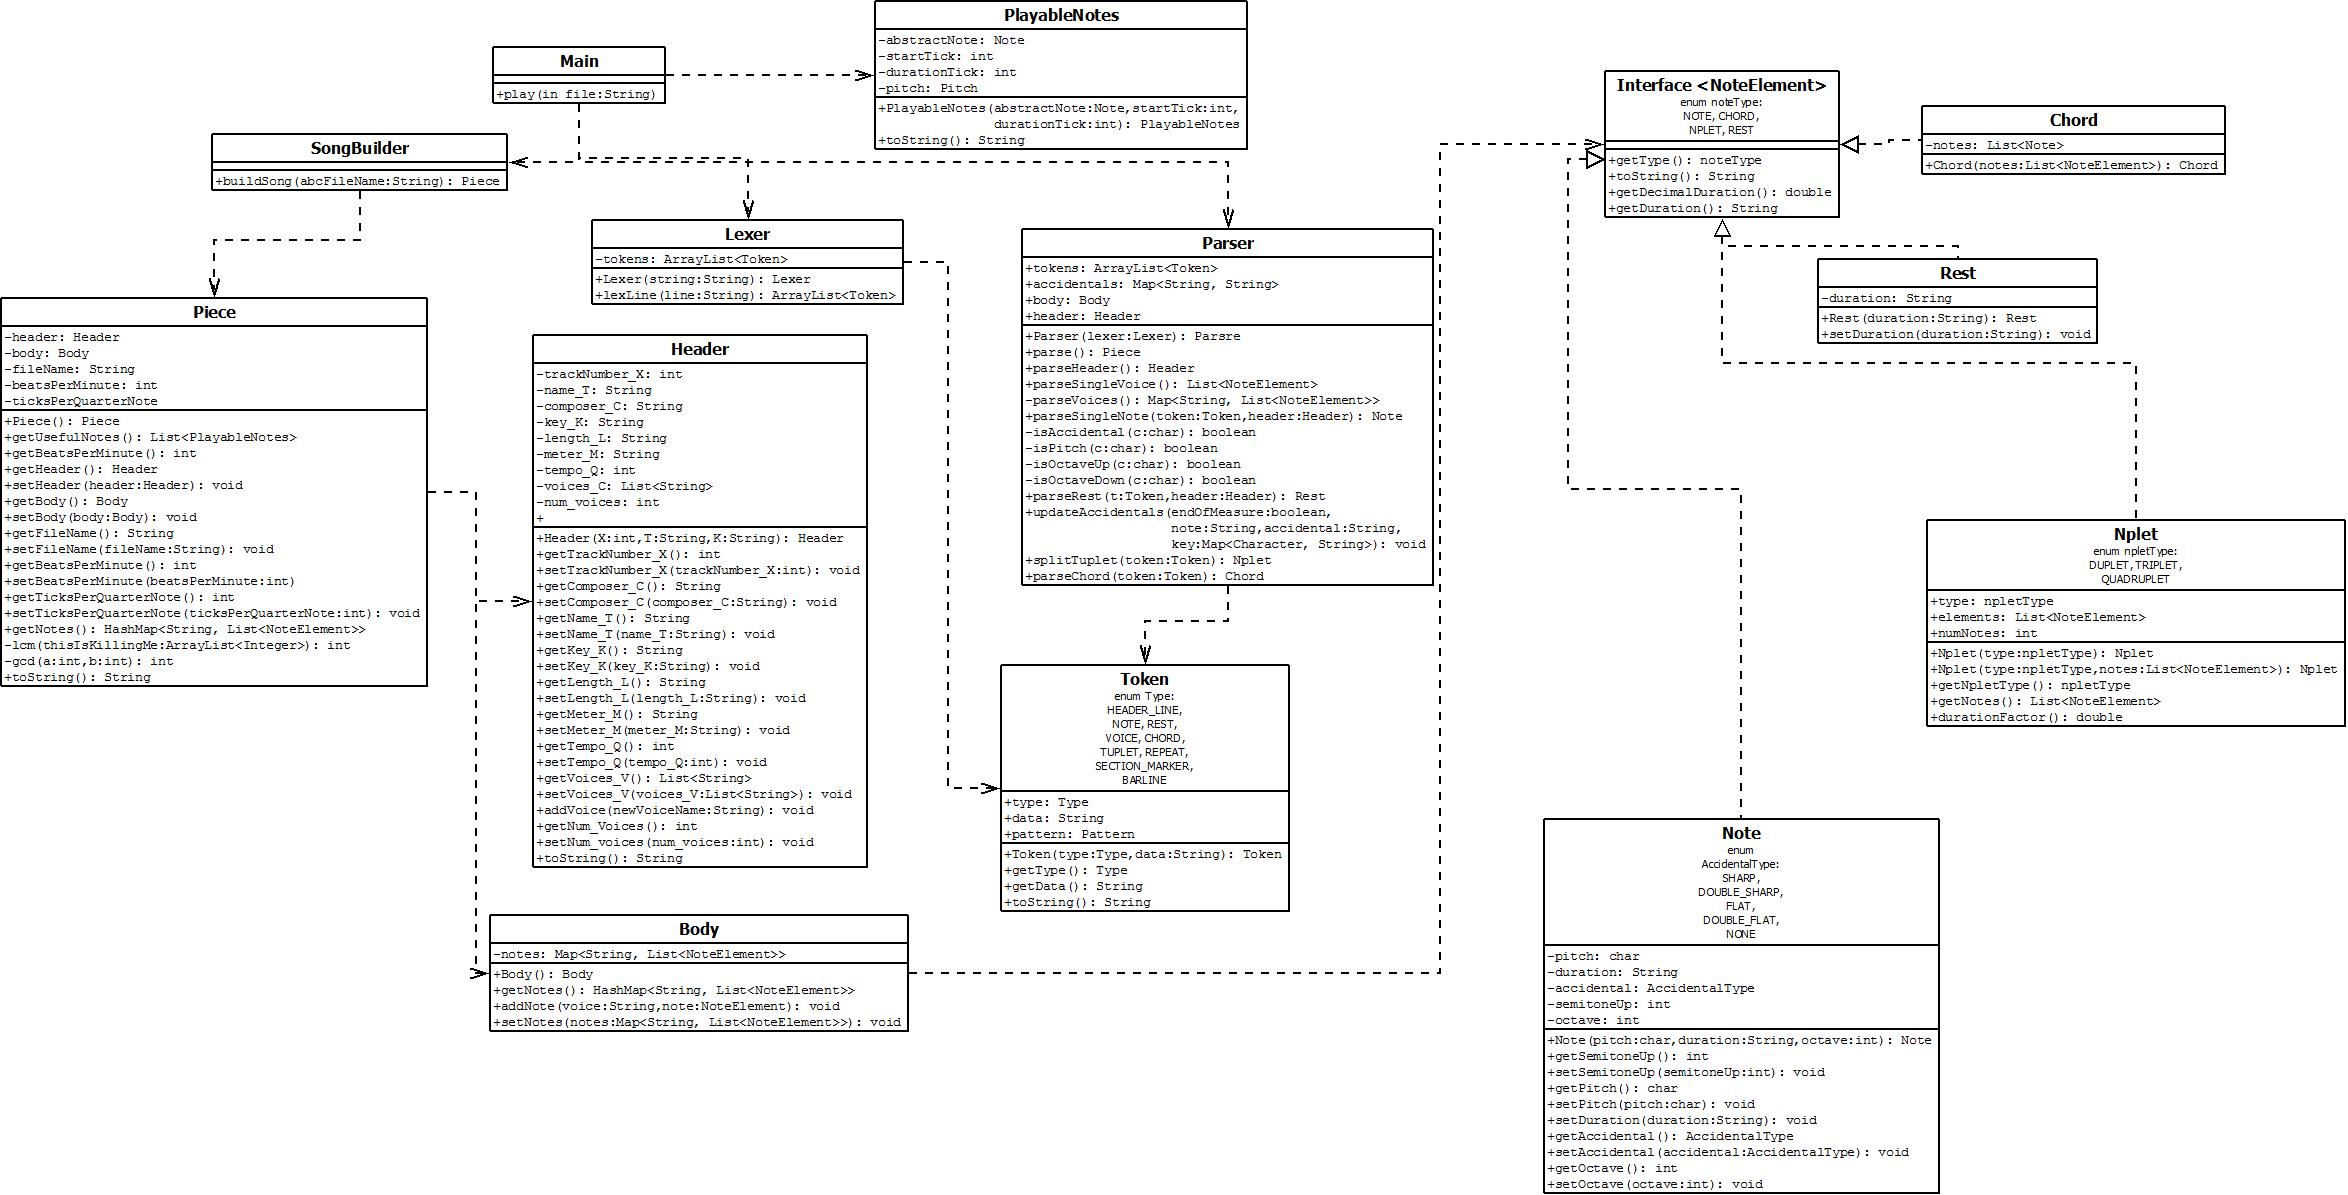 Main
+play(in file:String)
PlayableNotes
-abstractNote: Note
-startTick: int
-durationTick: int
-pitch: Pitch
+PlayableNotes(abstractNote:Note,startTick:int,
durationTick:int): PlayableNotes
+toString(): String
SongBuilder
+buildSong(abcFileName:String): Piece
Lexer
-tokens: ArrayList<Token>
+Lexer(string:String): Lexer
+lexLine(line:String): ArrayList<Token>
Parser
+tokens: ArrayList<Token>
+accidentals: Map<String, String>
+body: Body
+header: Header
+Parser(lexer:Lexer): Parsre
+parse(): Piece
+parseHeader(): Header
+parseSingleVoice(): List<NoteElement>
-parseVoices(): Map<String, List<NoteElement>>
+parseSingleNote(token:Token,header:Header): Note
-isAccidental(c:char): boolean
-isPitch(c:char): boolean
-isOctaveUp(c:char): boolean
-isOctaveDown(c:char): boolean
+parseRest(t:Token,header:Header): Rest
+updateAccidentals(endOfMeasure:boolean,
note:String,accidental:String,
key:Map<Character, String>): void
+splitTuplet(token:Token): Nplet
+parseChord(token:Token): Chord
Piece
-header: Header
-body: Body
-fileName: String
-beatsPerMinute: int
-ticksPerQuarterNote
+Piece(): Piece
+getUsefulNotes(): List<PlayableNotes>
+getBeatsPerMinute(): int
+getHeader(): Header
+setHeader(header:Header): void
+getBody(): Body
+setBody(body:Body): void
+getFileName(): String
+setFileName(fileName:String): void
+getBeatsPerMinute(): int
+setBeatsPerMinute(beatsPerMinute:int)
+getTicksPerQuarterNote(): int
+setTicksPerQuarterNote(ticksPerQuarterNote:int): void
+getNotes(): HashMap<String, List<NoteElement>>
-lcm(thisIsKillingMe:ArrayList<Integer>): int
-gcd(a:int,b:int): int
+toString(): String
Header
-trackNumber_X: int
-name_T: String
-composer_C: String
-key_K: String
-length_L: String
-meter_M: String
-tempo_Q: int
-voices_C: List<String>
-num_voices: int
+
+Header(X:int,T:String,K:String): Header
+getTrackNumber_X(): int
+setTrackNumber_X(trackNumber_X:int): void
+getComposer_C(): String
+setComposer_C(composer_C:String): void
+getName_T(): String
+setName_T(name_T:String): void
+getKey_K(): String
+setKey_K(key_K:String): void
+getLength_L(): String
+setLength_L(length_L:String): void
+getMeter_M(): String
+setMeter_M(meter_M:String): void
+getTempo_Q(): int
+setTempo_Q(tempo_Q:int): void
+getVoices_V(): List<String>
+setVoices_V(voices_V:List<String>): void
+addVoice(newVoiceName:String): void
+getNum_Voices(): int
+setNum_voices(num_voices:int): void
+toString(): String
Body
-notes: Map<String, List<NoteElement>>
+Body(): Body
+getNotes(): HashMap<String, List<NoteElement>>
+addNote(voice:String,note:NoteElement): void
+setNotes(notes:Map<String, List<NoteElement>>): void
Token
enum Type:
HEADER_LINE,
NOTE, REST,
VOICE, CHORD,
TUPLET, REPEAT,
SECTION_MARKER,
BARLINE
+type: Type
+data: String
+pattern: Pattern
+Token(type:Type,data:String): Token
+getType(): Type
+getData(): String
+toString(): String
Interface <NoteElement>
enum noteType:
NOTE, CHORD,
NPLET, REST
+getType(): noteType
+toString(): String
+getDecimalDuration(): double
+getDuration(): String
Chord
-notes: List<Note>
+Chord(notes:List<NoteElement>): Chord
Rest
-duration: String
+Rest(duration:String): Rest
+setDuration(duration:String): void
Nplet
enum npletType:
DUPLET, TRIPLET,
QUADRUPLET
+type: npletType
+elements: List<NoteElement>
+numNotes: int
+Nplet(type:npletType): Nplet
+Nplet(type:npletType,notes:List<NoteElement>): Nplet
+getNpletType(): npletType
+getNotes(): List<NoteElement>
+durationFactor(): double
Note
enum
AccidentalType:
SHARP,
DOUBLE_SHARP,
FLAT,
DOUBLE_FLAT,
NONE
-pitch: char
-duration: String
-accidental: AccidentalType
-semitoneUp: int
-octave: int
+Note(pitch:char,duration:String,octave:int): Note
+getSemitoneUp(): int
+setSemitoneUp(semitoneUp:int): void
+getPitch(): char
+setPitch(pitch:char): void
+setDuration(duration:String): void
+getAccidental(): AccidentalType
+setAccidental(accidental:AccidentalType): void
+getOctave(): int
+setOctave(octave:int): void